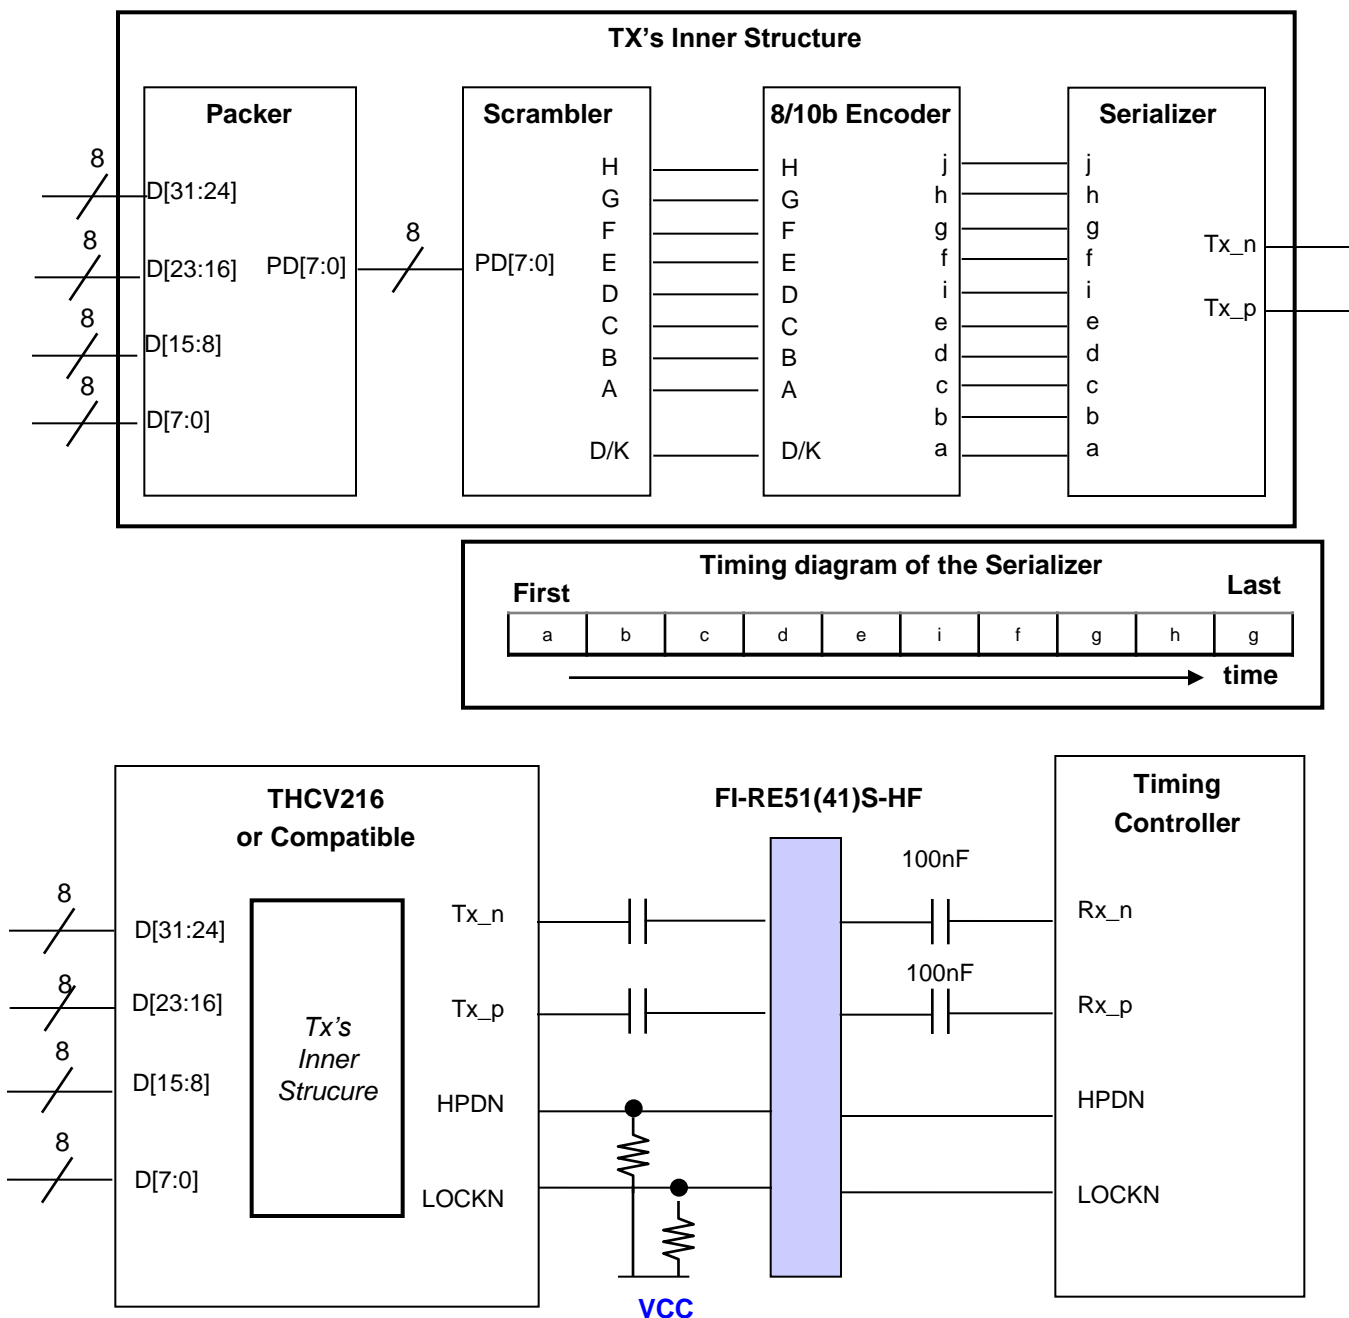 TX's Inner Structure
Packer
Scrambler
8/10b Encoder
Serializer
8
D[31:24]
8
D[23:16]
8
D[15:8]
8
D[7:0]
PD[7:0]
8
PD[7:0]
H
G
F
E
D
C
B
A
D/K
H
G
F
E
D
C
B
A
D/K
j
h
g
f
i
e
d
c
b
a
j
h
g
f
i
e
d
c
b
a
Tx_n
Tx_p
Timing diagram of the Serializer
First
Last
a b c d e i f g h g
time
THCV216
or Compatible
FI-RE51(41)S-HF
Timing
Controller
8
D[31:24]
8
D[23:16]
8
D[15:8]
8
D[7:0]
Tx's
Inner
Strucure
Tx_n
Tx_p
HPDN
LOCKN
100nF
100nF
Rx_n
Rx_p
HPDN
LOCKN
VCC